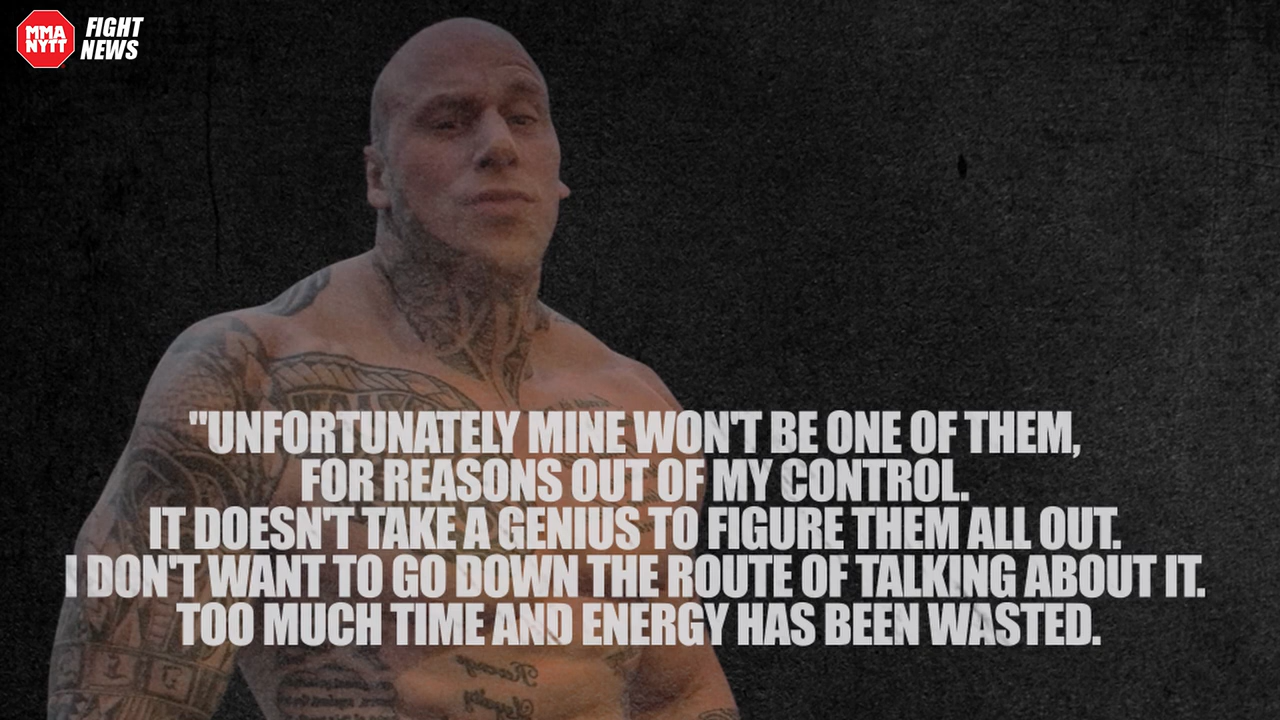 MMA
NYTT
FIGHT
NEWS
"UNFORTUNATELY MINE WON'T BE ONE OF THEM,
FOR REASONS OUT OF MY CONTROL.
IT DOESN'T TAKE A GENIUS TO FIGURE THEM ALL OUT.
I DON'T WANT TO GO DOWN THE ROUTE OF TALKING ABOUT IT.
TOO MUCH TIME AND ENERGY HAS BEEN WASTED.
Loyalty